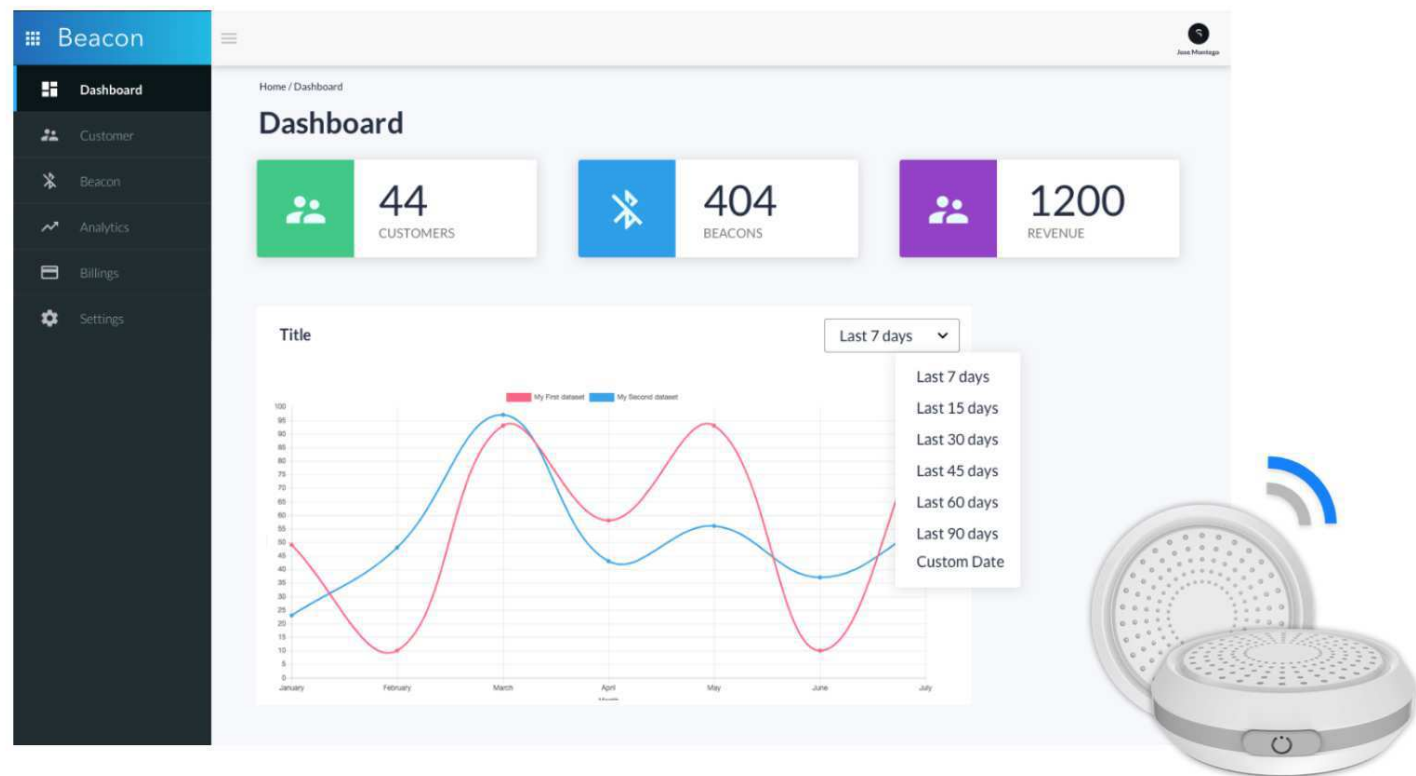 Beacon
Jose Montego
Dashboard
Customer
Beacon
Analytics
Billings
Settings
Home / Dashboard
Dashboard
44
CUSTOMERS
404
BEACONS
1200
REVENUE
Title
Last 7 days
Last 7 days
Last 15 days
Last 30 days
Last 45 days
Last 60 days
Last 90 days
Custom Date
My First dataset My Second dataset
100
95
90
85
80
75
70
65
60
55
50
45
40
35
30
25
20
15
10
5
0
January February March April May June July
Month